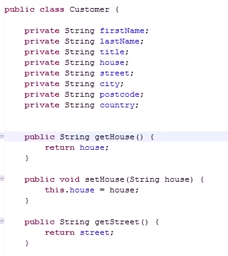 public class Customer {
private String firstName;
private String lastName;
private String title;
private String house;
private String street;
private String city;
private String postcode;
private String country;
public String getHouse() {
return house;
}
public void setHouse(String house) {
this.house = house;
}
public String getStreet() {
return street;
}